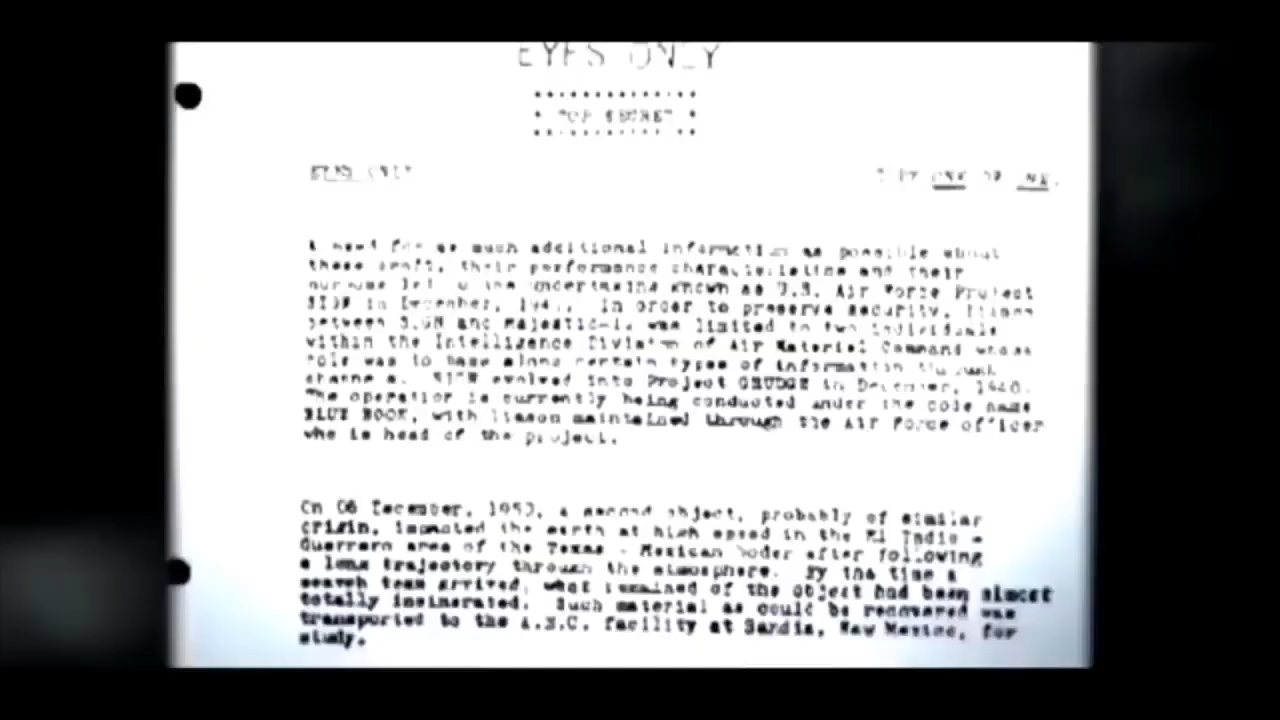 EYES ONLY
* TOP SECRET *
EYES ONLY
COPY ONE OF ONE.
A need for as much additional information as possible about
these craft, their performance characteristics and their
purpose led to the undertaking known as U.S. Air Force Project
SIGN in December, 1947. In order to preserve security, liason
between SIGN and Majestic-12 was limited to two individuals
within the Intelligence Division of Air Materiel Command whose
role was to pass along certain types of information through
channels. SIGN evolved into Project GRUDGE in December, 1948.
The operation is currently being conducted under the code name
BLUE BOOK, with liason maintained through the Air Force officer
who is head of the project.
On 06 December, 1950, a second object, probably of similar
origin, impacted the earth at high speed in the El Indio -
Guerrero area of the Texas - Mexican boder after following
a long trajectory through the atmosphere. By the time a
search team arrived, what remained of the object had been almost
totally incinerated. Such material as could be recovered was
transported to the A.E.C. facility at Sandia, New Mexico, for
study.